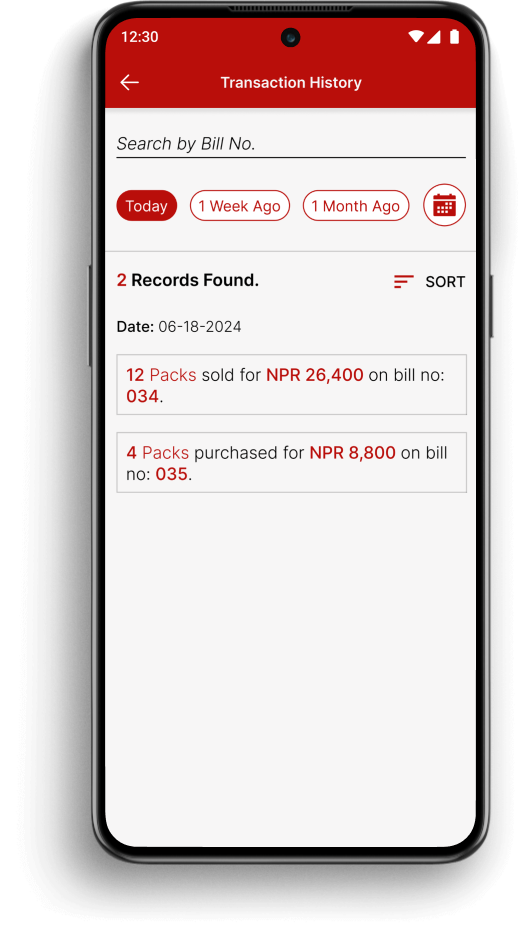 12:30
Transaction History
Search by Bill No.
Today
1 Week Ago
1 Month Ago
2 Records Found.
SORT
Date: 06-18-2024
12 Packs sold for NPR 26,400 on bill no:
034.
4 Packs purchased for NPR 8,800 on bill
no: 035.